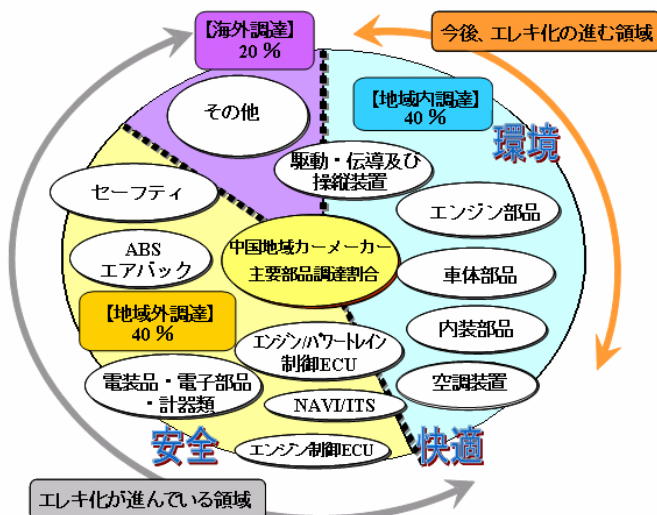 【海外調達】
20 %
今後、エレキ化の進む領域
その他
【地域内調達】
40 %
環境
駆動・伝導及び
操縦装置
セーフティ
エンジン部品
ABS
エアバック
中国地域カーメーカー
主要部品調達割合
車体部品
【地域外調達】
40 %
エンジン/パワートレイン
制御ECU
内装部品
電装品・電子部品
・計器類
空調装置
NAVI/ITS
安全
快適
エンジン制御ECU
エレキ化が進んでいる領域